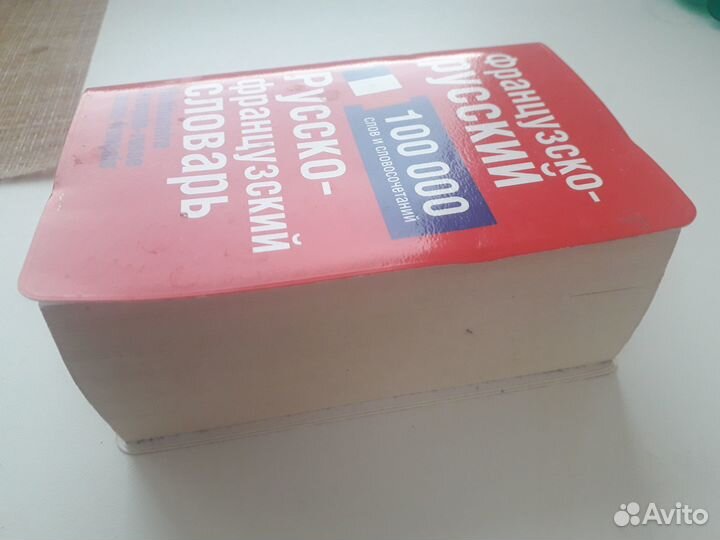 Французско-
русский
100 000
слов и словосочетаний
Русско-
французский
словарь
Avito